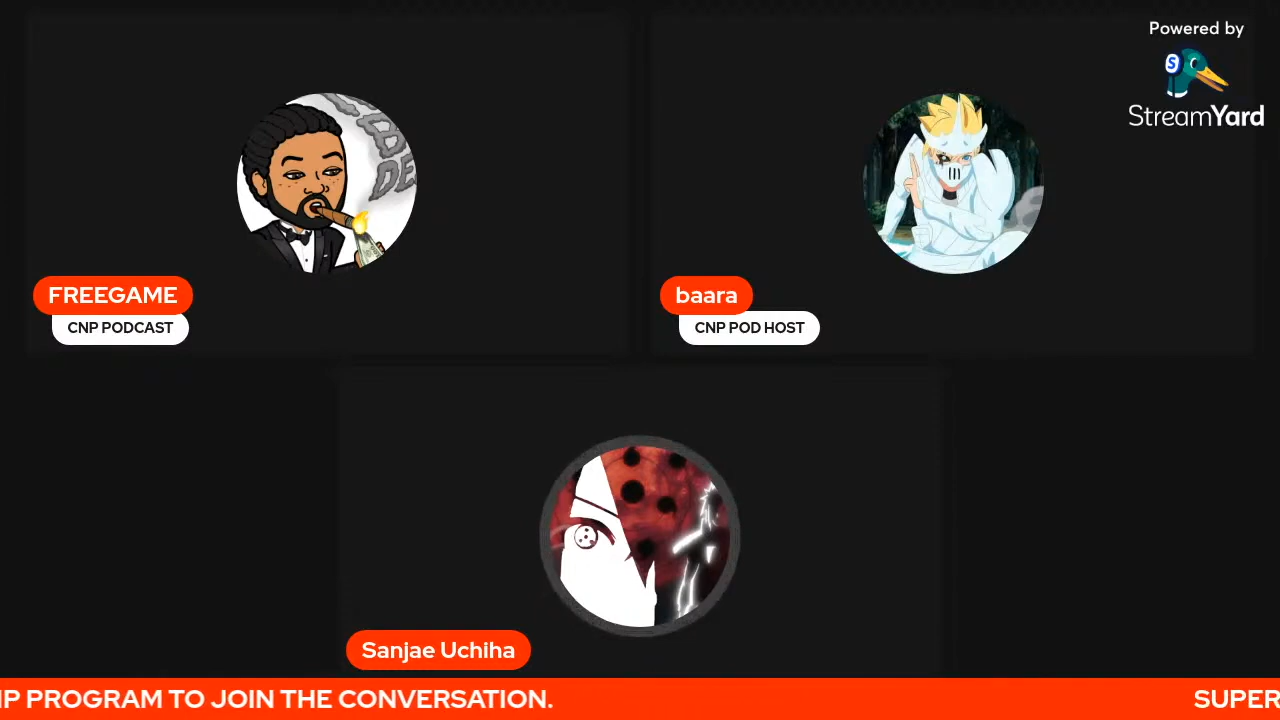 Powered by
StreamYard
FREEGAME
CNP PODCAST
baara
CNP POD HOST
Sanjae Uchiha
PROGRAM TO JOIN THE CONVERSATION.
SUPER